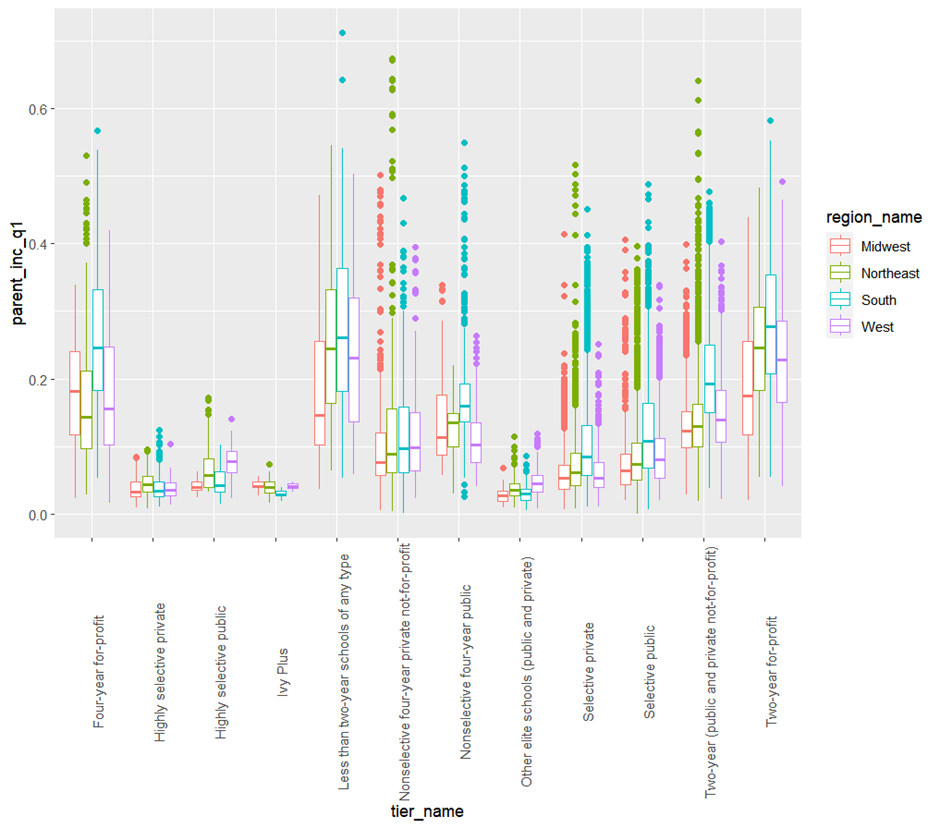 parent_inc_q1
0.6
0.4
0.2
0.0
Four-year for-profit
Highly selective private
Highly selective public
Ivy Plus
Less than two-year schools of any type
Nonselective four-year private not-for-profit
Nonselective four-year public
Other elite schools (public and private)
Selective private
Selective public
Two-year (public and private not-for-profit)
Two-year for-profit
tier_name
region_name
Midwest
Northeast
South
West